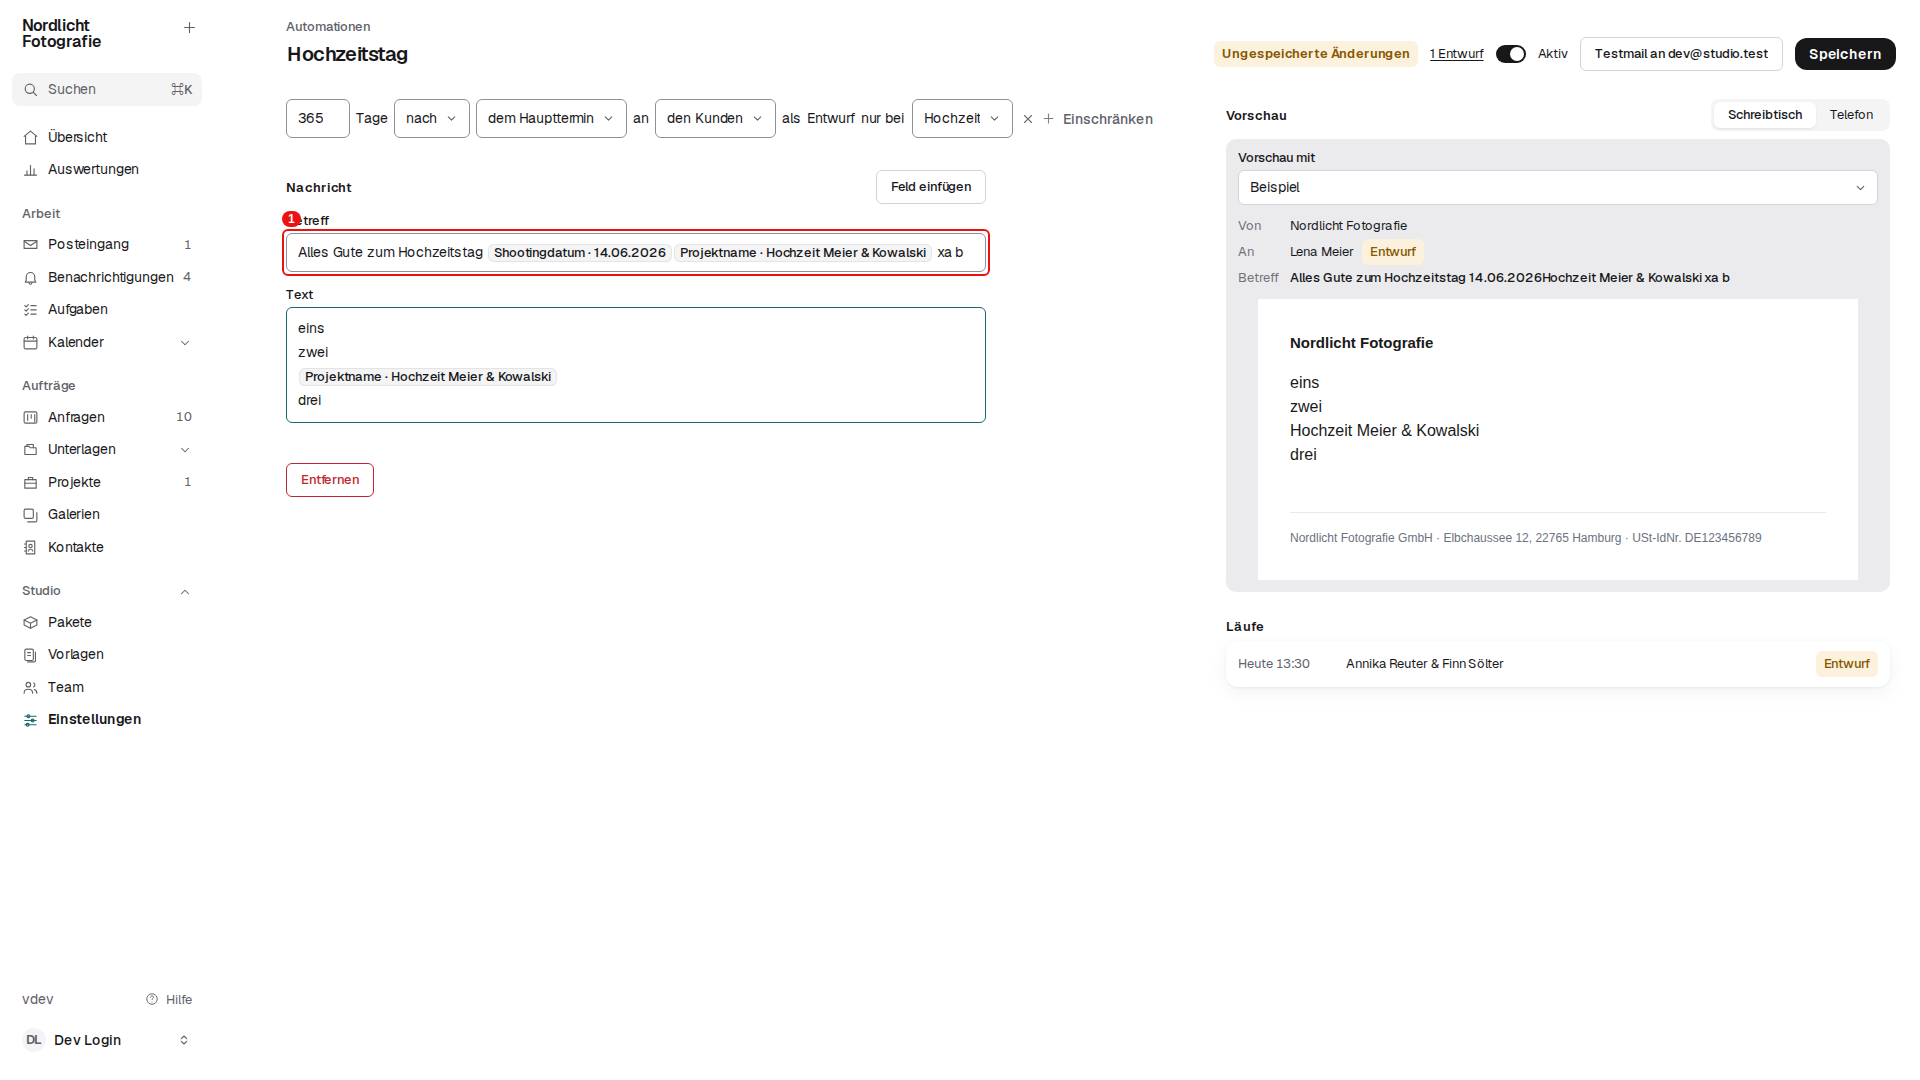 Nordlicht
Fotografie
Suchen
⌘K
Übersicht
Auswertungen
Arbeit
Posteingang 1
Benachrichtigungen 4
Aufgaben
Kalender
Aufträge
Anfragen 10
Unterlagen
Projekte 1
Galerien
Kontakte
Studio
Pakete
Vorlagen
Team
Einstellungen
vdev
Hilfe
DL Dev Login
Automationen
Hochzeitstag
Ungespeicherte Änderungen
1 Entwurf
Aktiv
Testmail an dev@studio.test
Speichern
365 Tage nach dem Haupttermin an den Kunden als Entwurf nur bei Hochzeit × + Einschränken
Nachricht
Feld einfügen
1
etreff
Alles Gute zum Hochzeitstag Shootingdatum · 14.06.2026 Projektname · Hochzeit Meier & Kowalski xa b
Text
eins
zwei
Projektname · Hochzeit Meier & Kowalski
drei
Entfernen
Vorschau
Schreibtisch Telefon
Vorschau mit
Beispiel
Von Nordlicht Fotografie
An Lena Meier Entwurf
Betreff Alles Gute zum Hochzeitstag 14.06.2026Hochzeit Meier & Kowalski xa b
Nordlicht Fotografie
eins
zwei
Hochzeit Meier & Kowalski
drei
Nordlicht Fotografie GmbH · Elbchaussee 12, 22765 Hamburg · USt-IdNr. DE123456789
Läufe
Heute 13:30 Annika Reuter & Finn Sölter Entwurf